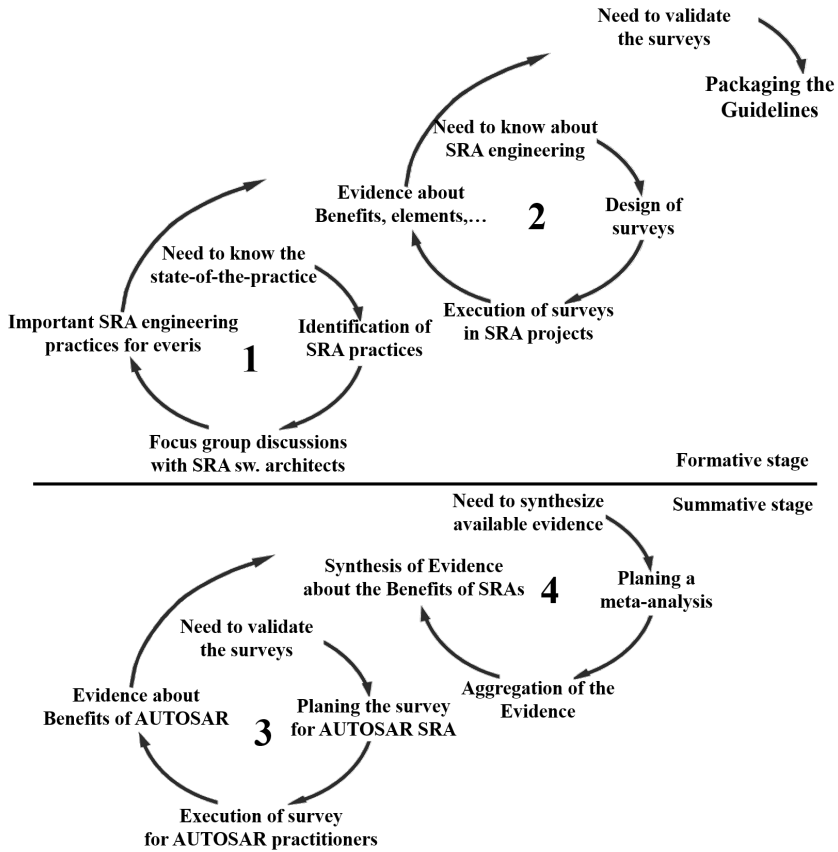 Need to validate
the surveys
Packaging the
Guidelines
Need to know about
SRA engineering
Evidence about
Benefits, elements,...
2
Design of
surveys
Execution of surveys
in SRA projects
Need to know the
state-of-the-practice
Important SRA engineering
practices for everis
1
Identification of
SRA practices
Focus group discussions
with SRA sw. architects
Formative stage
Summative stage
Need to synthesize
available evidence
Synthesis of Evidence
about the Benefits of SRAs
4
Planing a
meta-analysis
Aggregation of the
Evidence
Need to validate
the surveys
Evidence about
Benefits of AUTOSAR
3
Planing the survey
for AUTOSAR SRA
Execution of survey
for AUTOSAR practitioners